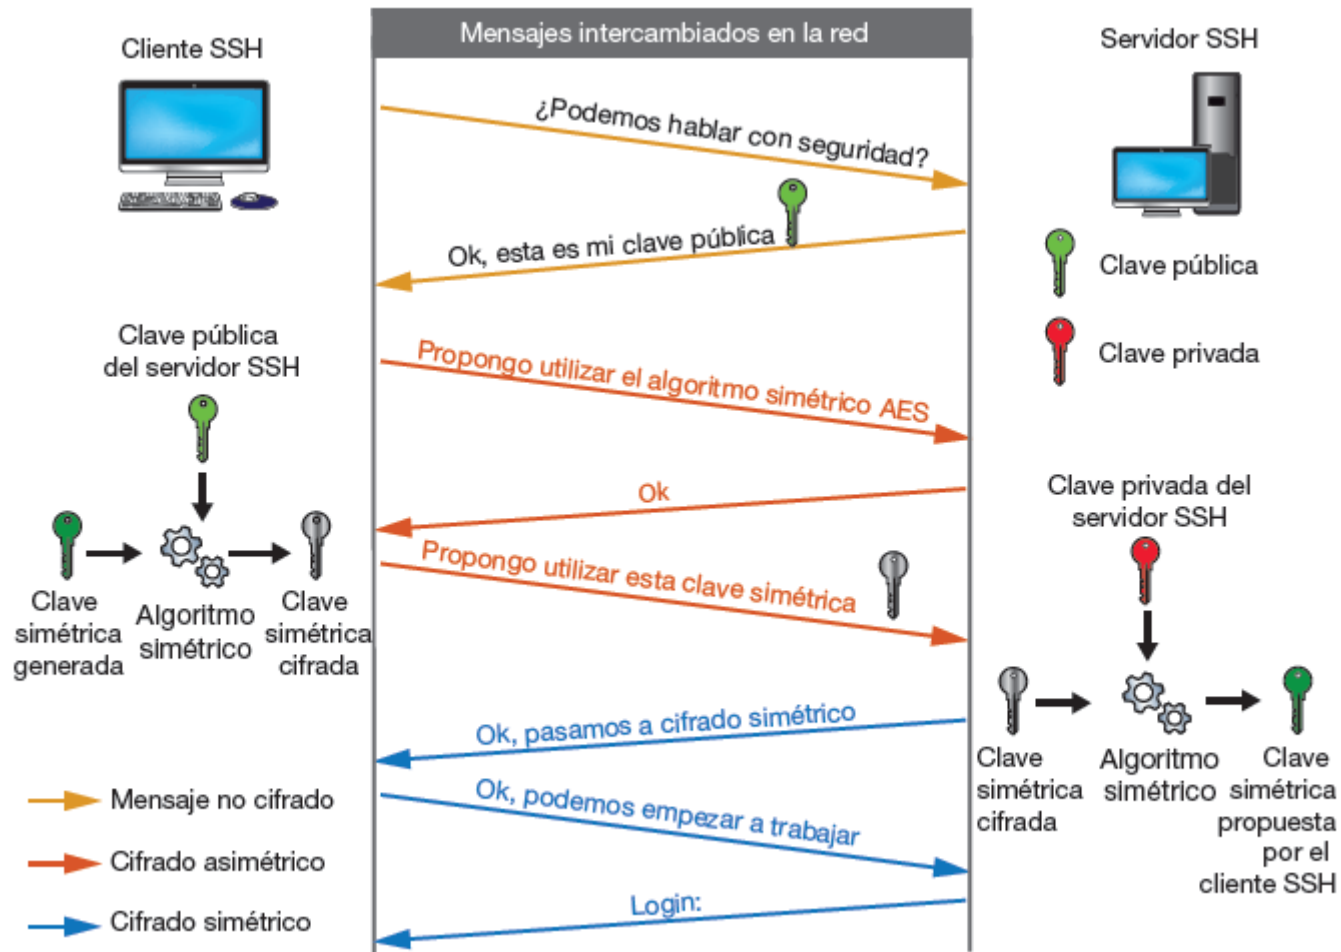 Mensajes intercambiados en la red
Cliente SSH
Servidor SSH
¿Podemos hablar con seguridad?
Ok, esta es mi clave pública
Clave pública
Clave privada
Clave pública
del servidor SSH
Propongo utilizar el algoritmo simétrico AES
Ok
Clave privada del
servidor SSH
Propongo utilizar esta clave simétrica
Clave
simétrica
generada
Algoritmo
simétrico
Clave
simétrica
cifrada
Ok, pasamos a cifrado simétrico
Clave
simétrica
cifrada
Algoritmo
simétrico
Clave
simétrica
propuesta
por el
cliente SSH
Ok, podemos empezar a trabajar
Login:
Mensaje no cifrado
Cifrado asimétrico
Cifrado simétrico